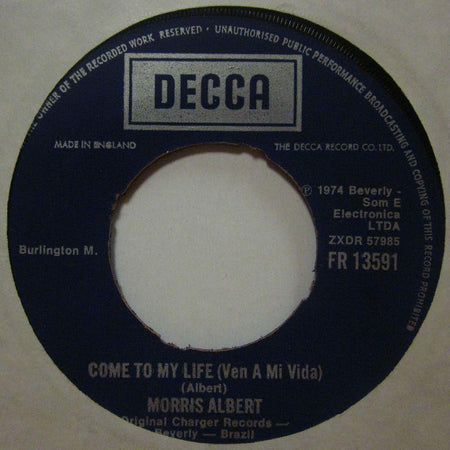 OWNER OF THE RECORDED WORK RESERVED • UNAUTHORISED PUBLIC PERFORMANCE BROADCASTING AND COPYING OF THIS RECORD PROHIBITED
DECCA
MADE IN ENGLAND
THE DECCA RECORD CO. LTD.
℗ 1974 Beverly -
Som E
Electronica
LTDA
ZXDR 57985
Burlington M.
FR 13591
COME TO MY LIFE (Ven A Mi Vida)
(Albert)
MORRIS ALBERT
Original Charger Records —
Beverly — Brazil